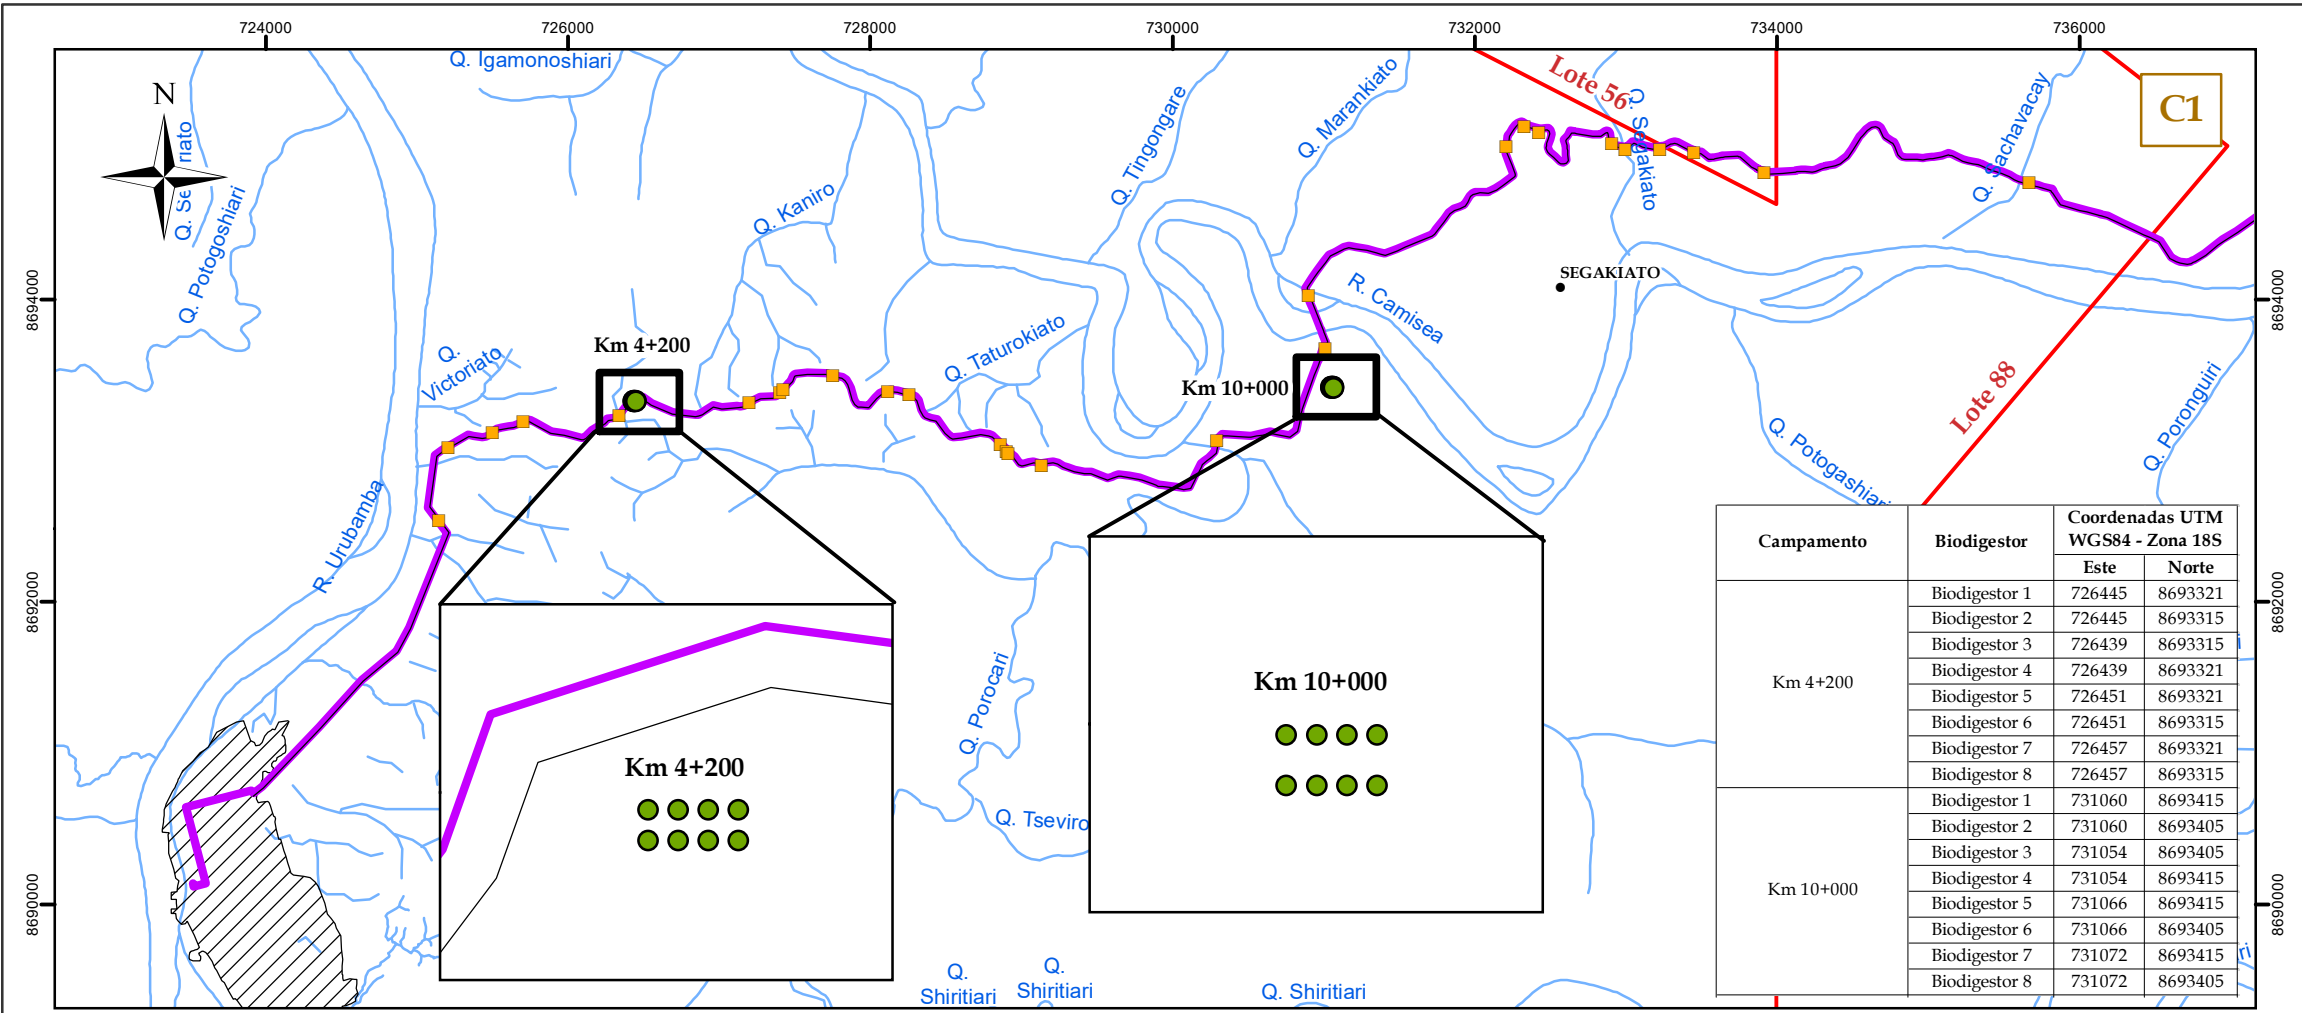 724000 726000 728000 730000 732000 734000 736000
Q. Igamonoshiari
N
Lote 56
C1
Q. Se riato
Q. Potogoshiari
Q. Kaniro
Q. Tingongare
Q. Marankiato
Q. Segakiato
Q. Sachavacay
8694000
8694000
SEGAKIATO
R. Camisea
Km 4+200
Q. Victoriato
Q. Taturokiato
Km 10+000
Lote 88
Q. Potogashiari
Q. Poronguiri
R. Urubamba
8692000
8692000
Q. Porocari
Km 4+200
Km 10+000
Q. Tseviro
8690000
8690000
Q.
Shiritiari
Q.
Shiritiari
Q. Shiritiari
Campamento Biodigestor Coordenadas UTM
WGS84 - Zona 18S
Este Norte
Km 4+200
Biodigestor 1 726445 8693321
Biodigestor 2 726445 8693315
Biodigestor 3 726439 8693315
Biodigestor 4 726439 8693321
Biodigestor 5 726451 8693321
Biodigestor 6 726451 8693315
Biodigestor 7 726457 8693321
Biodigestor 8 726457 8693315
Km 10+000
Biodigestor 1 731060 8693415
Biodigestor 2 731060 8693405
Biodigestor 3 731054 8693405
Biodigestor 4 731054 8693415
Biodigestor 5 731066 8693415
Biodigestor 6 731066 8693405
Biodigestor 7 731072 8693415
Biodigestor 8 731072 8693405